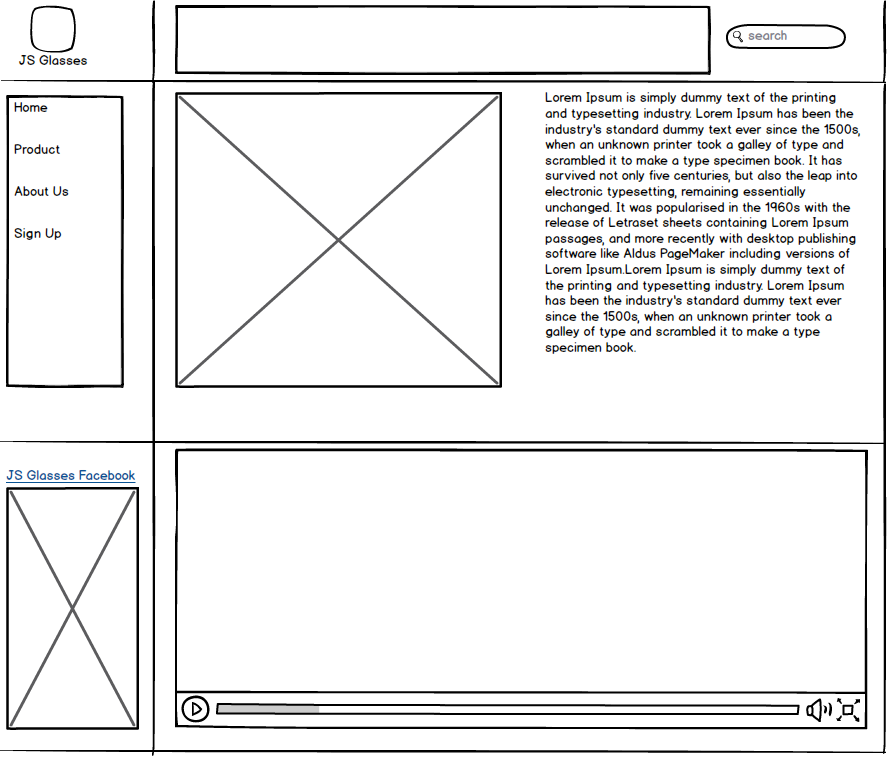 JS Glasses
search
Home
Product
About Us
Sign Up
Lorem Ipsum is simply dummy text of the printing
and typesetting industry. Lorem Ipsum has been the
industry's standard dummy text ever since the 1500s,
when an unknown printer took a galley of type and
scrambled it to make a type specimen book. It has
survived not only five centuries, but also the leap into
electronic typesetting, remaining essentially
unchanged. It was popularised in the 1960s with the
release of Letraset sheets containing Lorem Ipsum
passages, and more recently with desktop publishing
software like Aldus PageMaker including versions of
Lorem Ipsum.Lorem Ipsum is simply dummy text of
the printing and typesetting industry. Lorem Ipsum
has been the industry's standard dummy text ever
since the 1500s, when an unknown printer took a
galley of type and scrambled it to make a type
specimen book.
JS Glasses Facebook